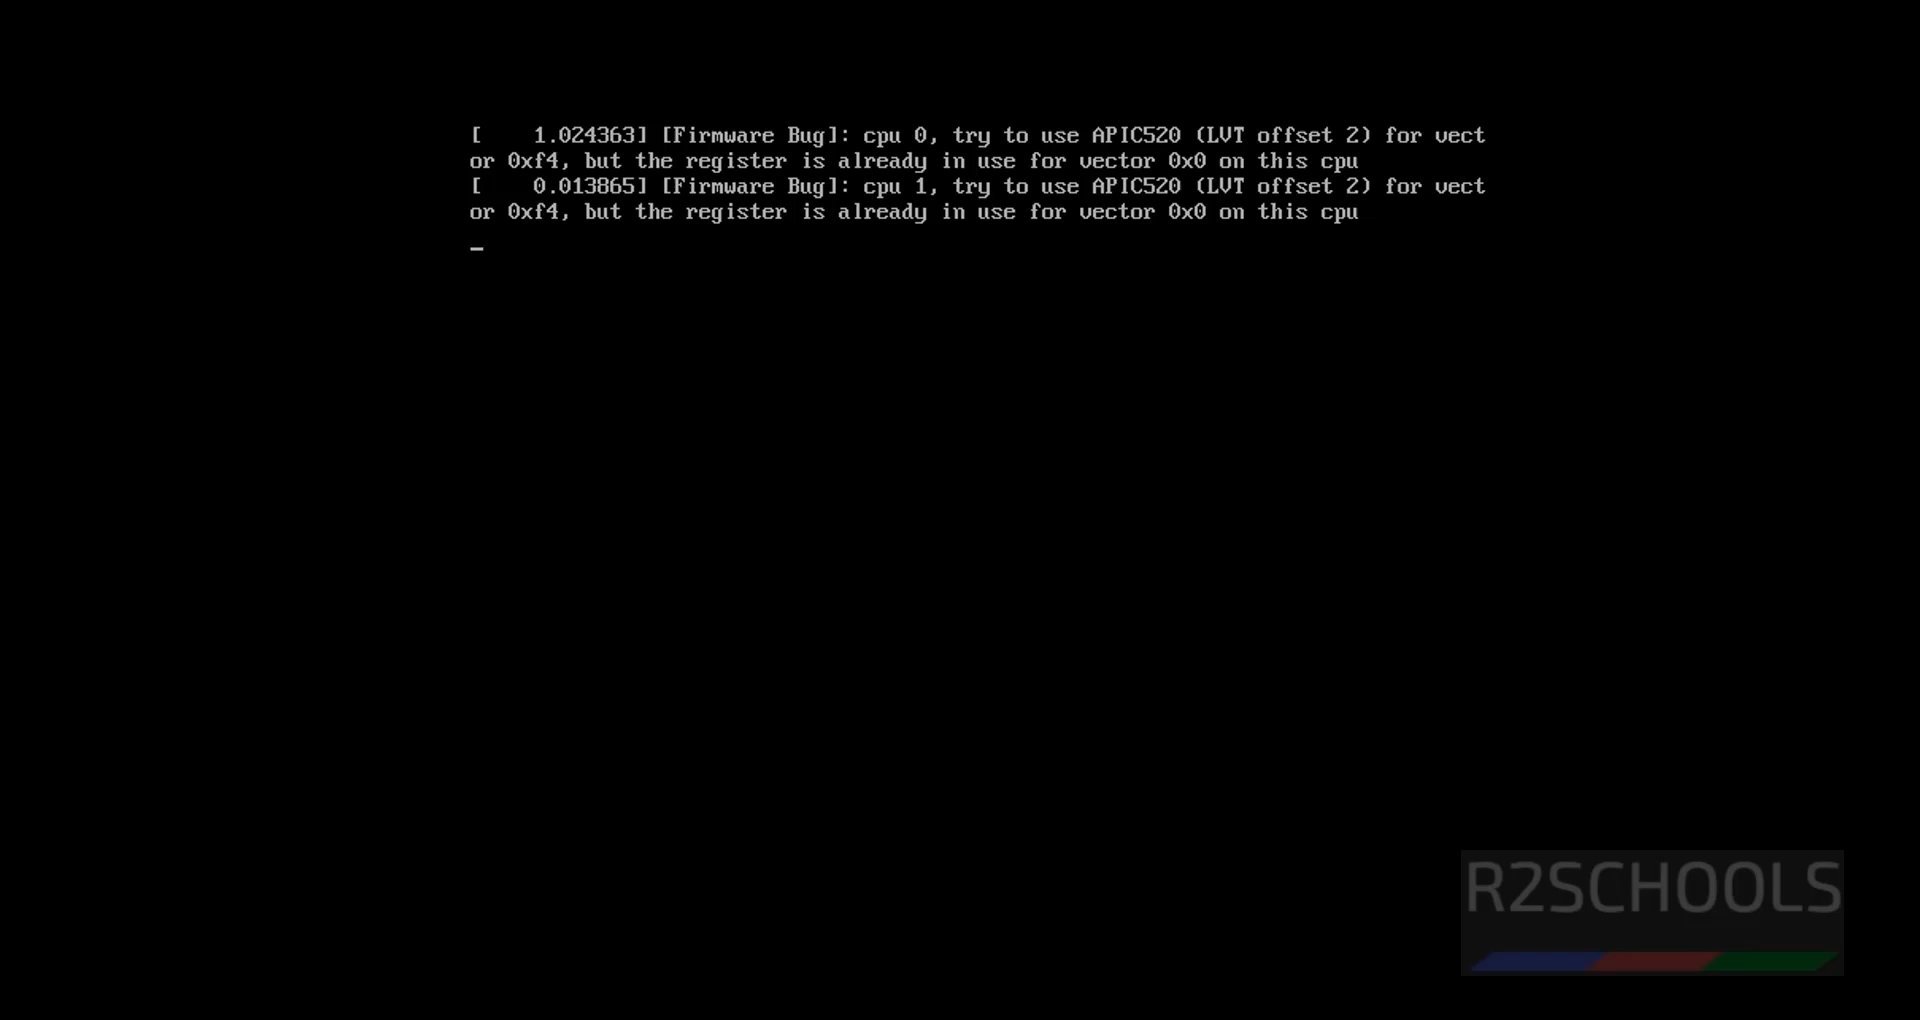 [    1.024363] [Firmware Bug]: cpu 0, try to use APIC520 (LVT offset 2) for vect
or 0xf4, but the register is already in use for vector 0x0 on this cpu
[    0.013865] [Firmware Bug]: cpu 1, try to use APIC520 (LVT offset 2) for vect
or 0xf4, but the register is already in use for vector 0x0 on this cpu
_
R2SCHOOLS